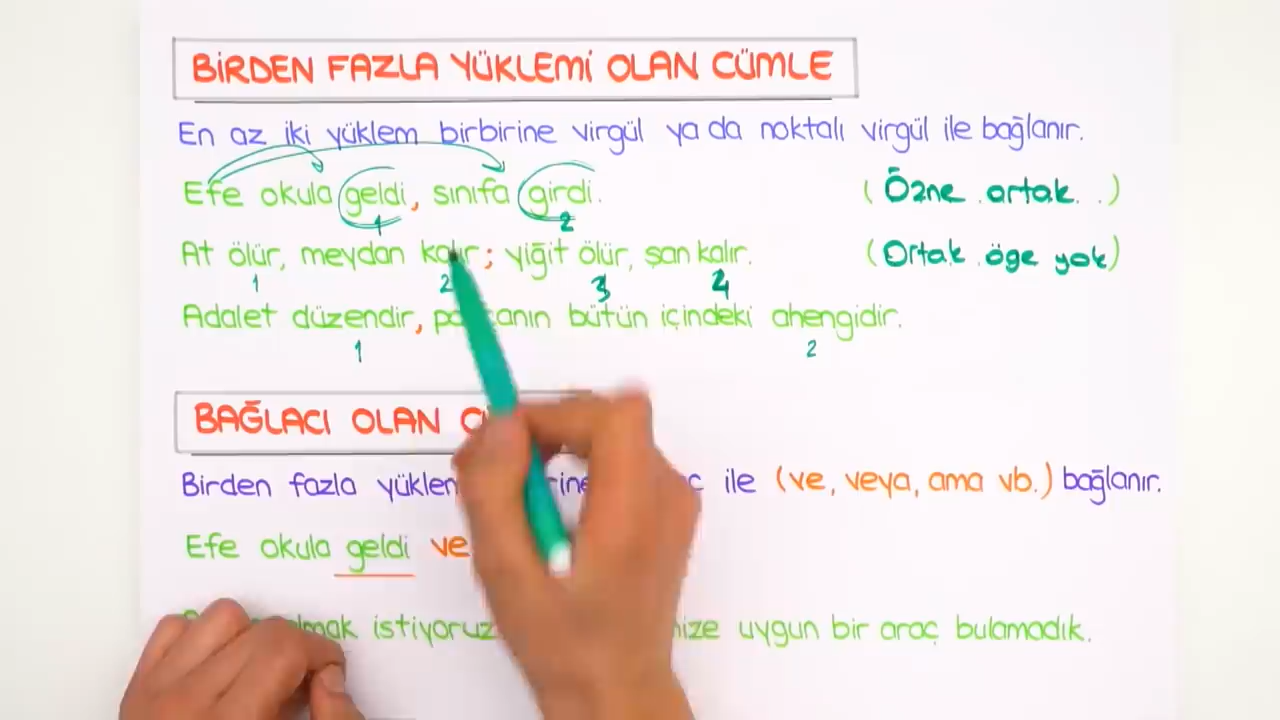 BİRDEN FAZLA YÜKLEMİ OLAN CÜMLE
En az iki yüklem birbirine virgül ya da noktalı virgül ile bağlanır.
Efe okula geldi, sınıfa girdi. (Özne ortak..)
1 2
At ölür, meydan kalır; yiğit ölür, şan kalır. (Ortak öge yok)
1 2 3 4
Adalet düzendir, bütün içindeki ahengidir.
1 2
BAĞLACI OLAN
Birden fazla ile (ve, veya, ama vb.) bağlanır.
Efe okula geldi ve
istiyoruz uygun bir araç bulamadık.